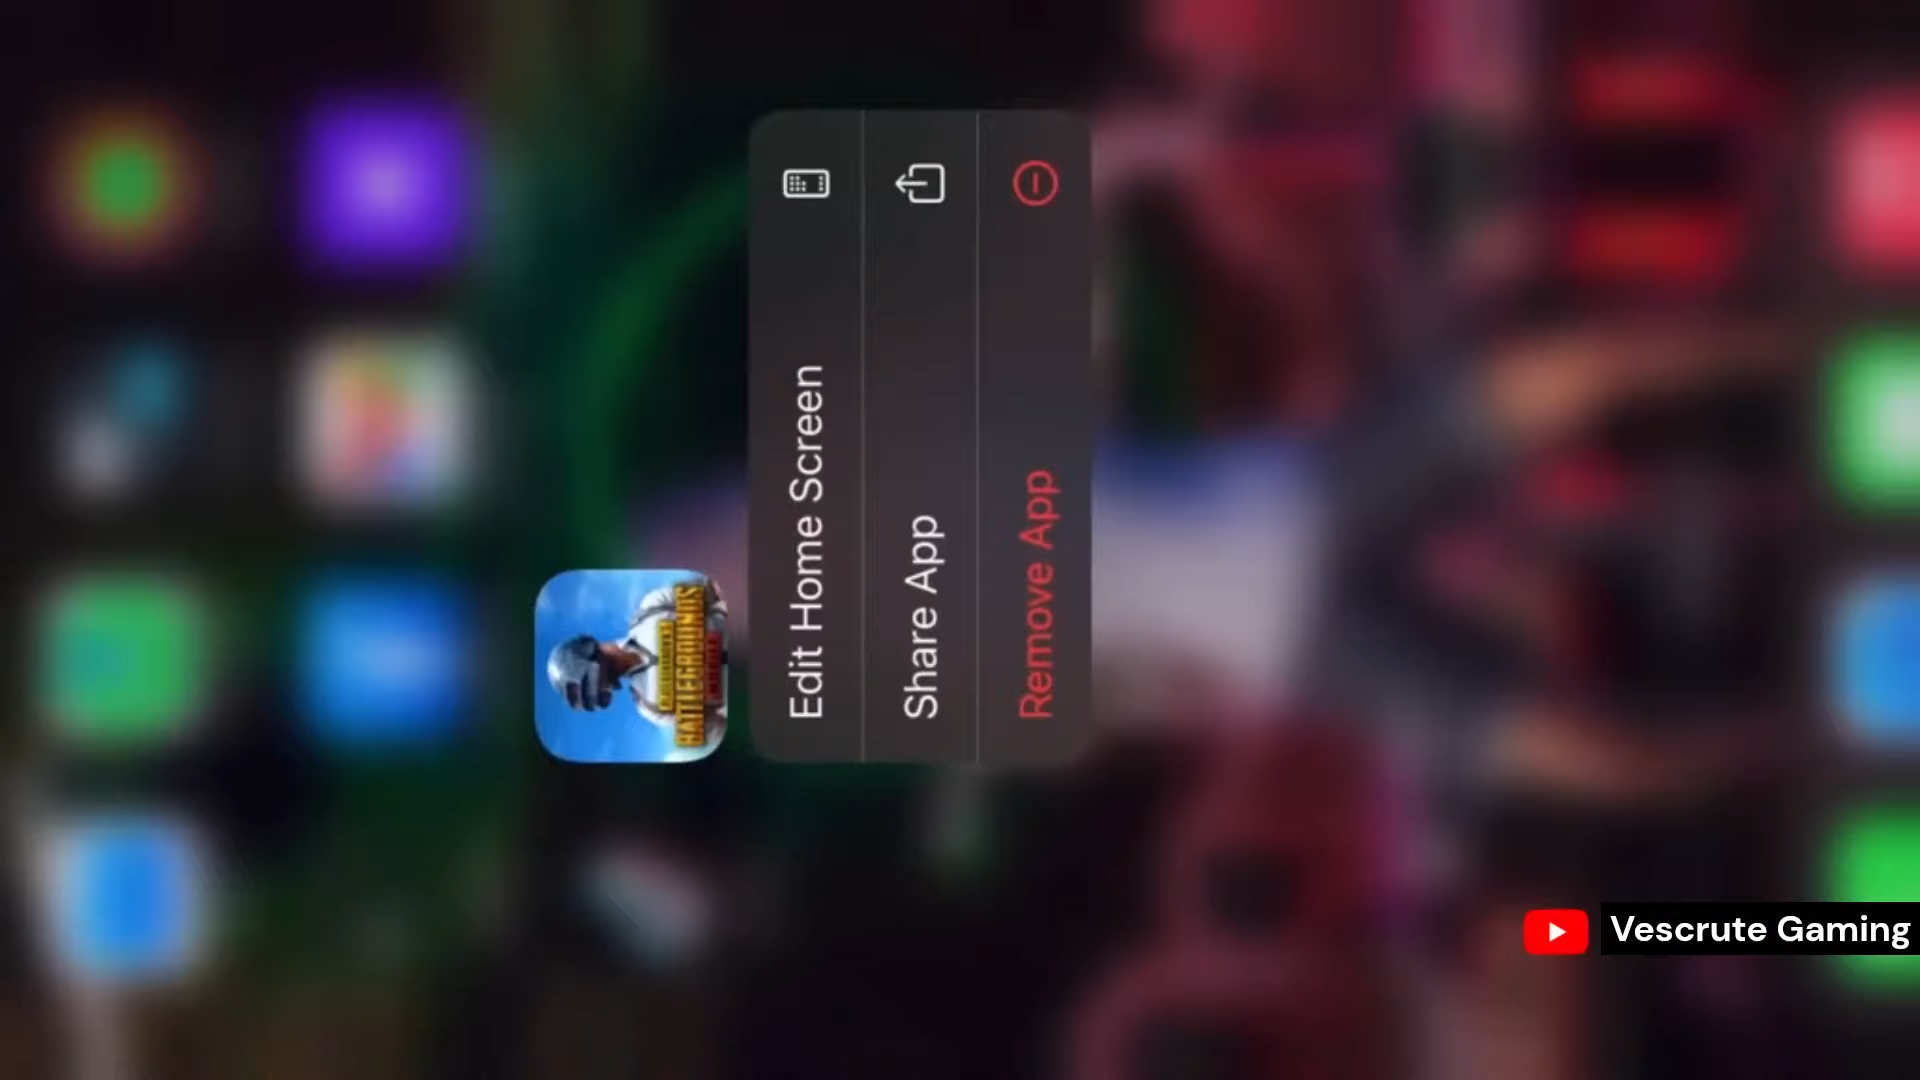 Edit Home Screen
Share App
Remove App
BATTLEGROUNDS
Vescrute Gaming